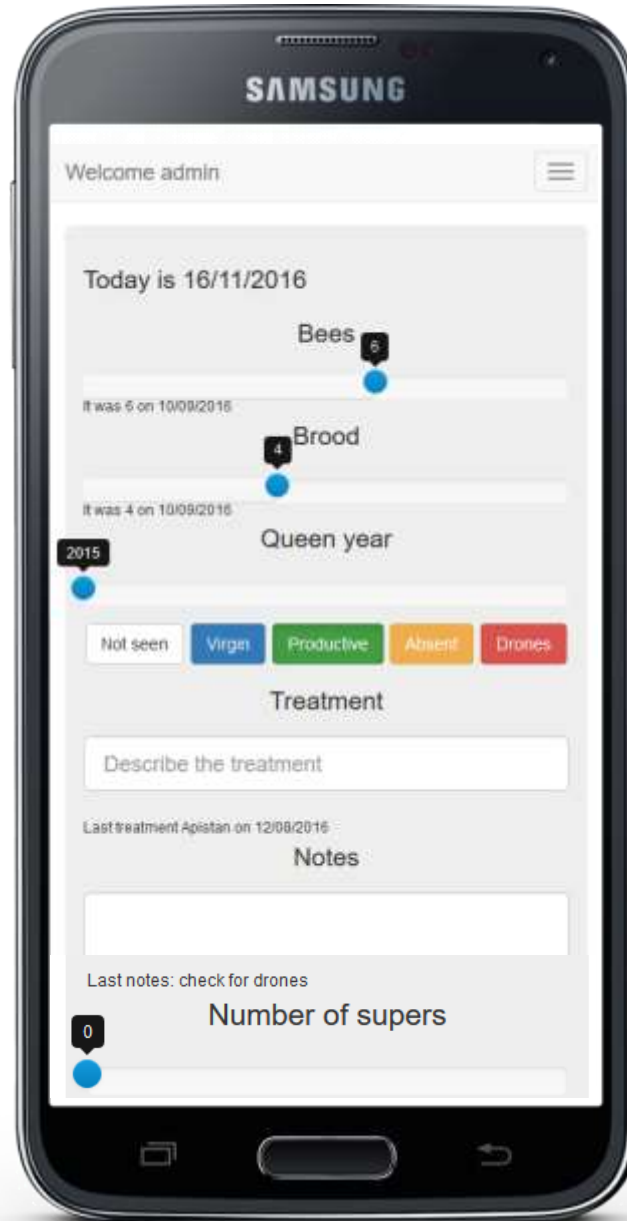 SAMSUNG
Welcome admin
Today is 16/11/2016
Bees
6
It was 6 on 10/09/2016
Brood
4
It was 4 on 10/09/2016
Queen year
2015
Not seen Virgin Productive Absent Drones
Treatment
Describe the treatment
Last treatment Apistan on 12/08/2016
Notes
Last notes: check for drones
Number of supers
0